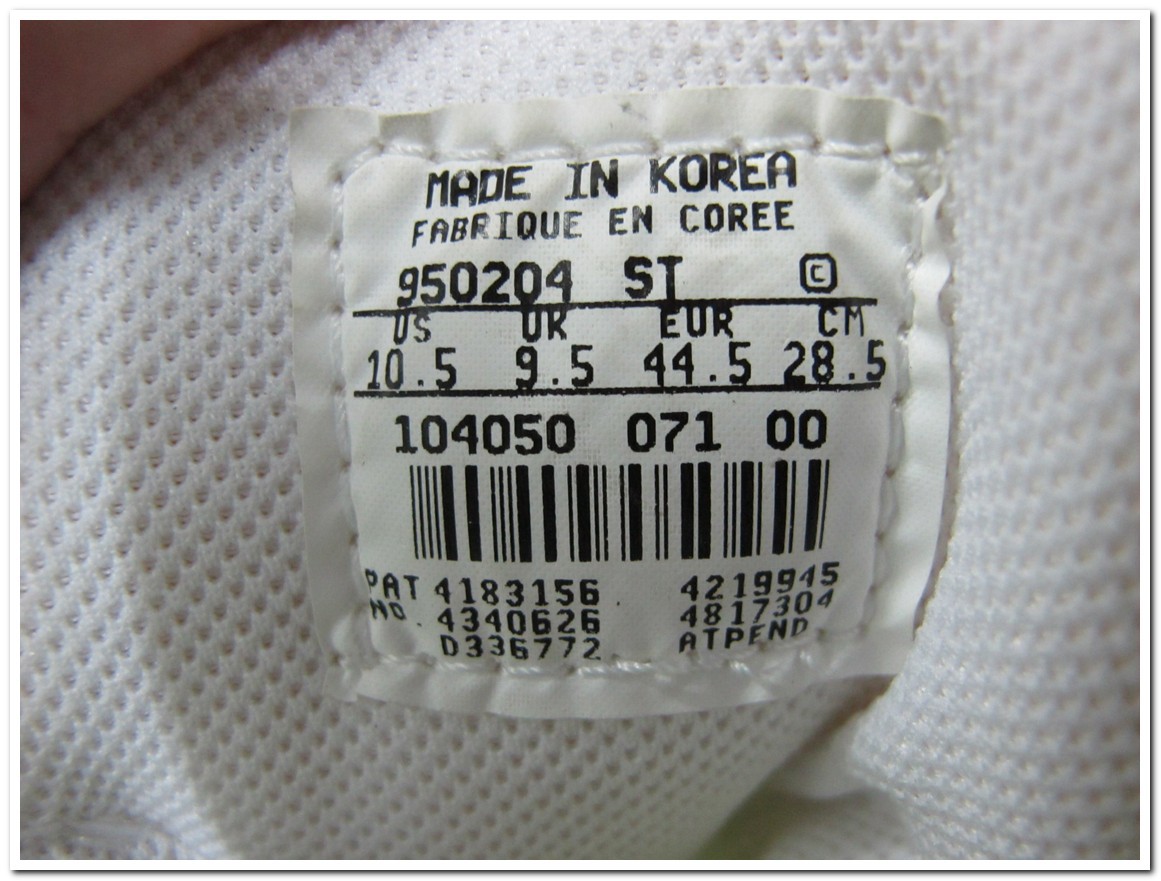 MADE IN KOREA
FABRIQUE EN COREE
950204 ST ©
US UK EUR CM
10.5 9.5 44.5 28.5
104050 071 00
PAT 4183156 4219945
NO. 4340626 4817304
D336772 ATPEND